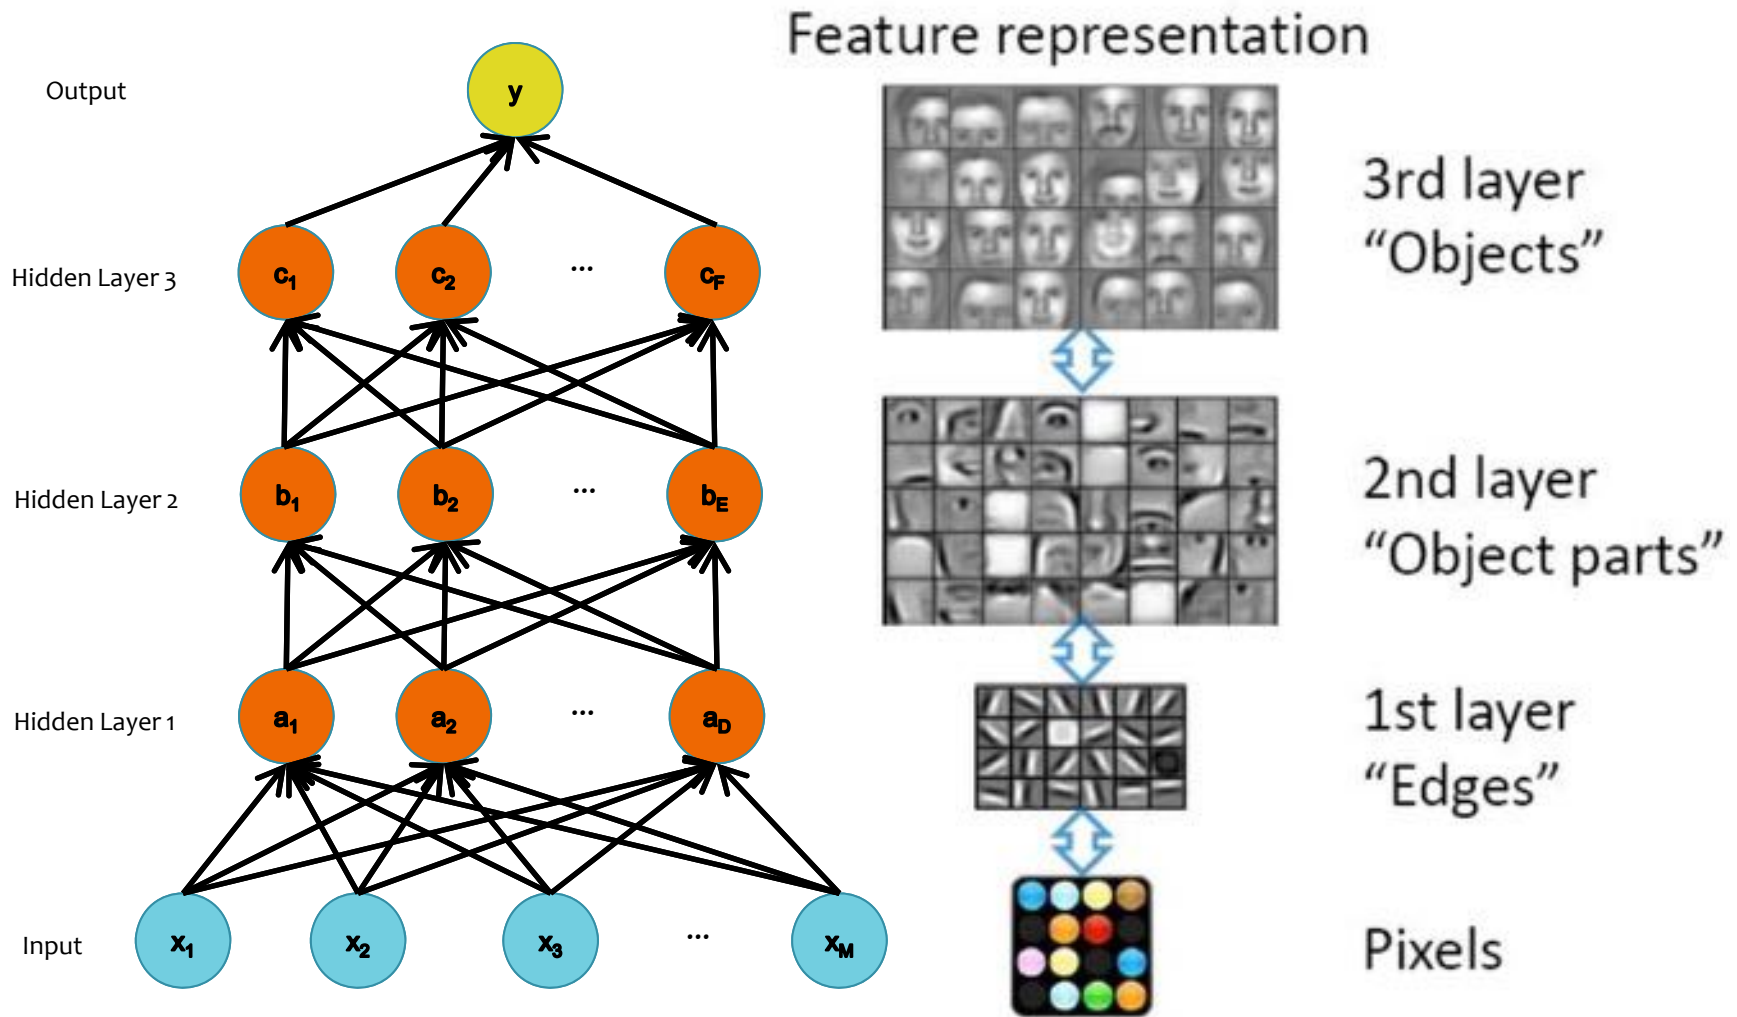 Feature representation
Output
y
3rd layer
“Objects”
Hidden Layer 3
c1
c2
...
cF
2nd layer
“Object parts”
Hidden Layer 2
b1
b2
...
bE
1st layer
“Edges”
Hidden Layer 1
a1
a2
...
aD
Input
x1
x2
x3
...
xM
Pixels